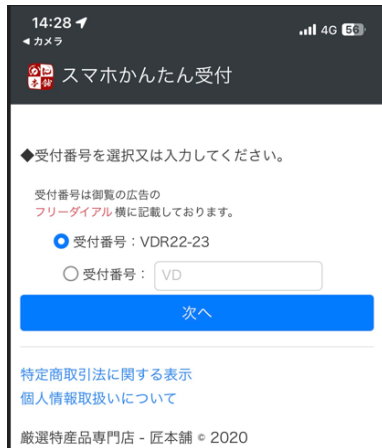 14:28
4G 56
◀ カメラ
スマホかんたん受付
◆受付番号を選択又は入力してください。
受付番号は御覧の広告の
フリーダイアル 横に記載しております。
受付番号：VDR22-23
受付番号： VD
次へ
特定商取引法に関する表示
個人情報取扱いについて
厳選特産品専門店 - 匠本舗 © 2020